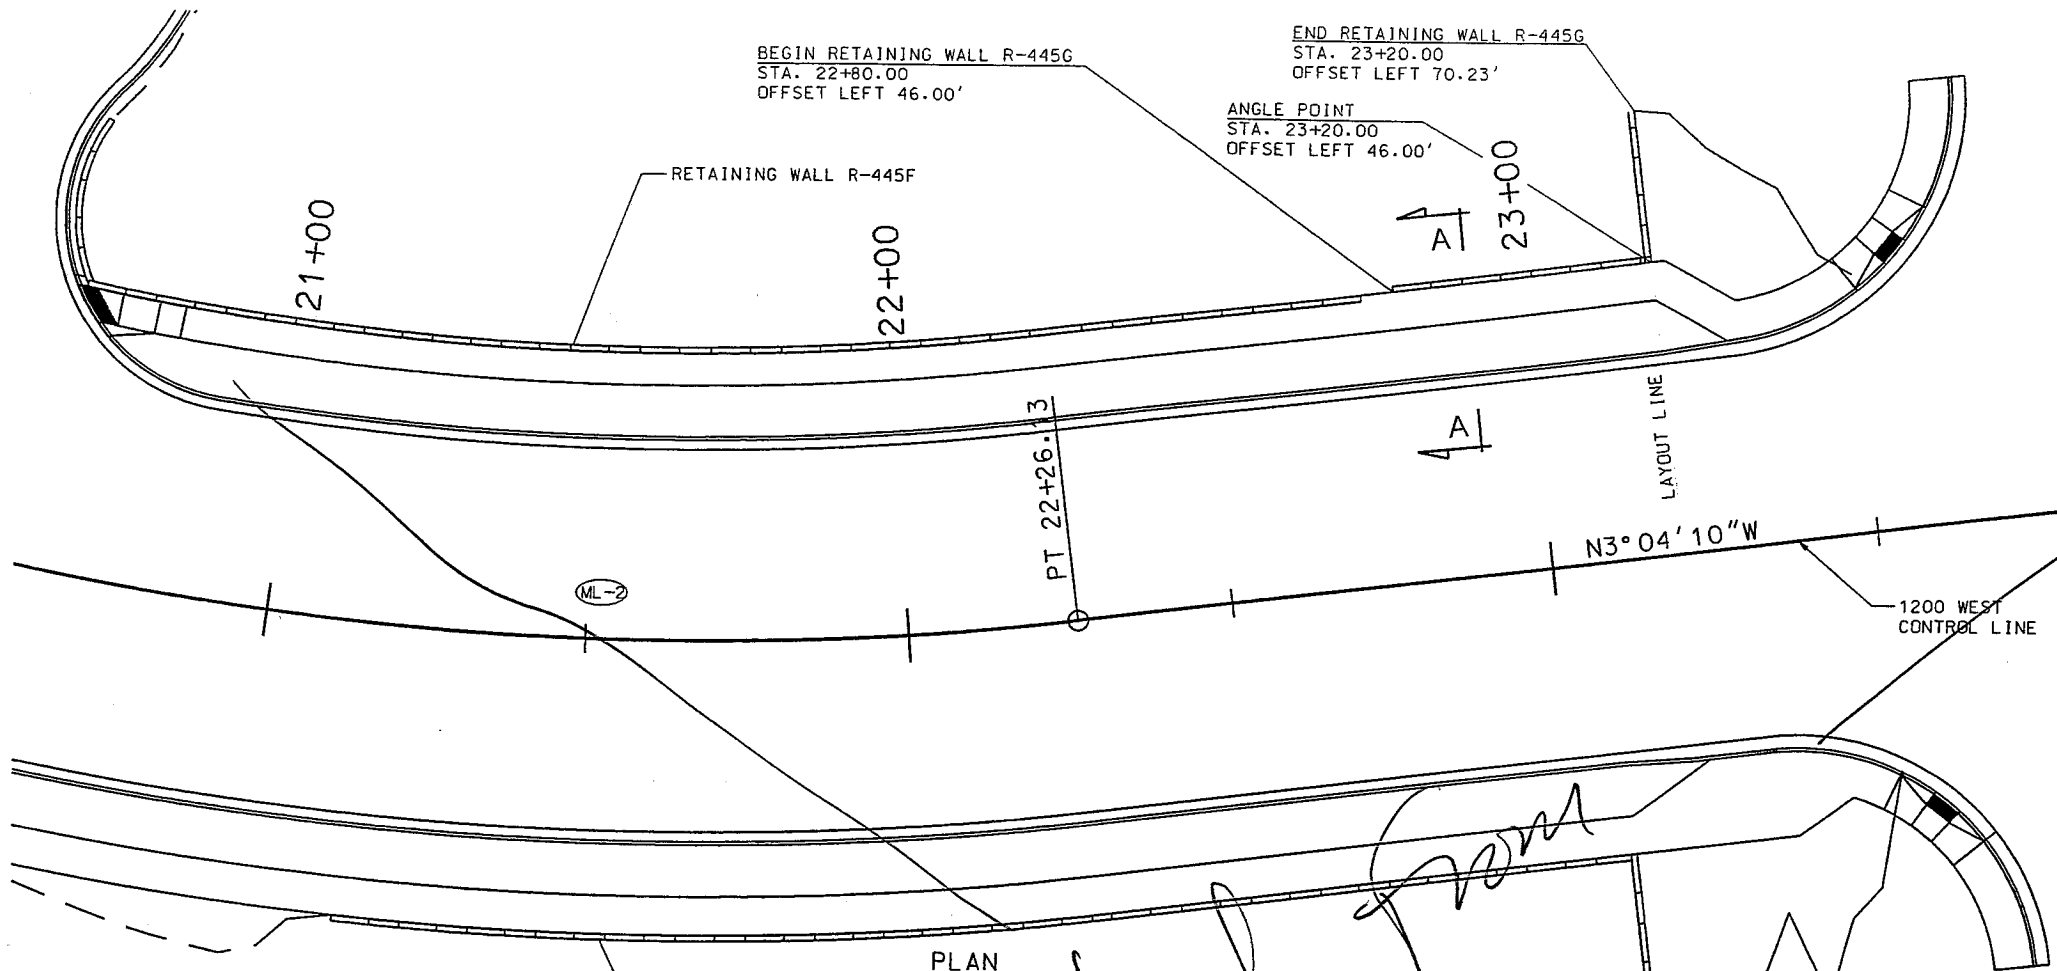 BEGIN RETAINING WALL R-445G
STA. 22+80.00
OFFSET LEFT 46.00'
END RETAINING WALL R-445G
STA. 23+20.00
OFFSET LEFT 70.23'
ANGLE POINT
STA. 23+20.00
OFFSET LEFT 46.00'
RETAINING WALL R-445F
21+00
22+00
23+00
A
A
LAYOUT LINE
PT 22+26.13
N3°04'10"W
ML-2
1200 WEST
CONTROL LINE
PLAN